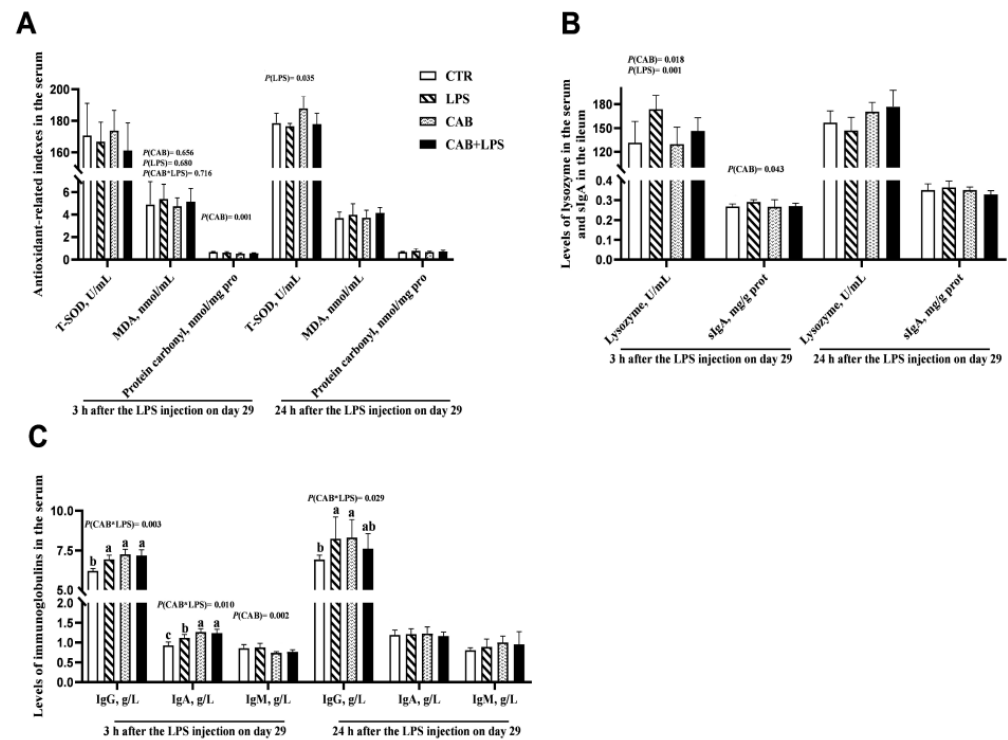 A
Antioxidant-related indexes in the serum
200
180
160
6
4
2
0
P(CAB)= 0.656
P(LPS)= 0.680
P(CAB*LPS)= 0.716
P(CAB)= 0.001
P(LPS)= 0.035
CTR
LPS
CAB
CAB+LPS
T-SOD, U/mL
MDA, nmol/mL
Protein carbonyl, nmol/mg pro
T-SOD, U/mL
MDA, nmol/mL
Protein carbonyl, nmol/mg pro
3 h after the LPS injection on day 29
24 h after the LPS injection on day 29
B
Levels of lysozyme in the serum
and sIgA in the ileum
180
150
120
0.4
0.3
0.2
0.1
0.0
P(CAB)= 0.018
P(LPS)= 0.001
P(CAB)= 0.043
Lysozyme, U/mL
sIgA, mg/g prot
Lysozyme, U/mL
sIgA, mg/g prot
3 h after the LPS injection on day 29
24 h after the LPS injection on day 29
C
Levels of immunoglobulins in the serum
10.0
7.5
5.0
2.0
1.5
1.0
0.5
0.0
P(CAB*LPS)= 0.003
b a a a
P(CAB*LPS)= 0.010
c b a a
P(CAB)= 0.002
P(CAB*LPS)= 0.029
b a a ab
IgG, g/L
IgA, g/L
IgM, g/L
IgG, g/L
IgA, g/L
IgM, g/L
3 h after the LPS injection on day 29
24 h after the LPS injection on day 29